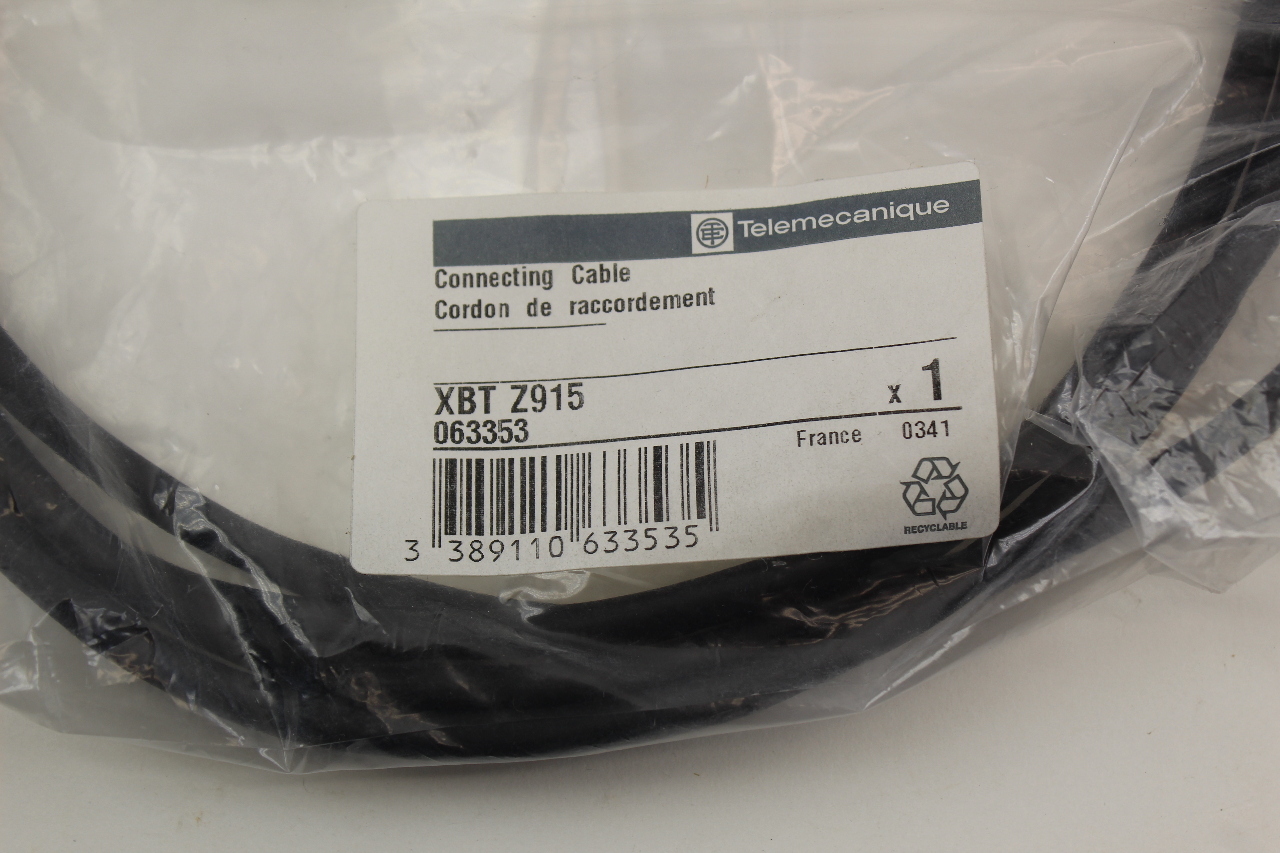 Telemecanique
Connecting Cable
Cordon de raccordement
XBT Z915
x 1
063353
France 0341
3 389110 633535
RECYCLABLE